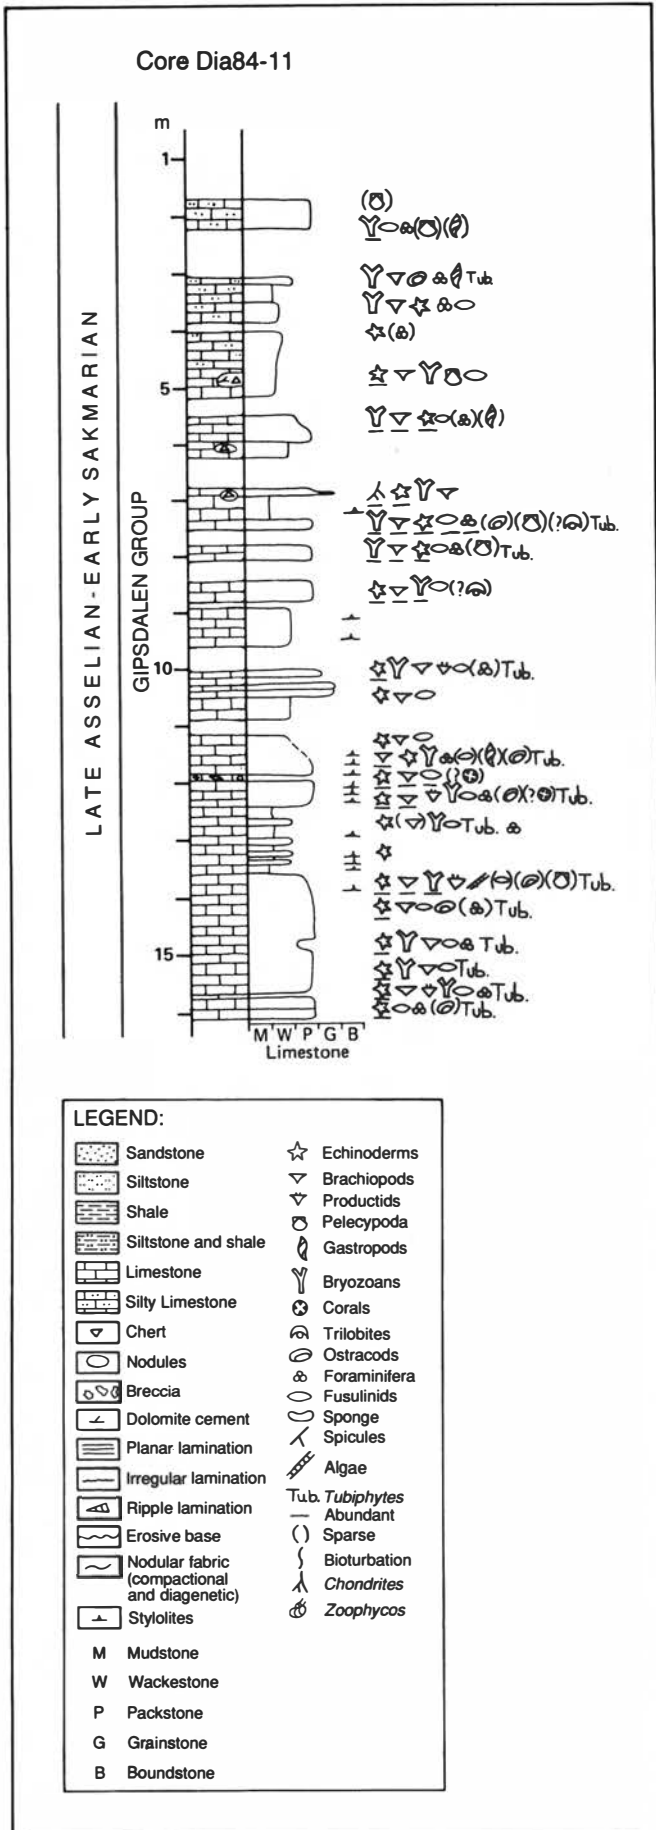 Core Dia84-11
m
1
5
10
15
LATE ASSELIAN-EARLY SAKMARIAN
GIPSDALEN GROUP
Tub.
Tub.
Tub.
Tub.
Tub.
Tub.
Tub.
Tub.
Tub.
Tub.
Tub.
Tub.
Tub.
M W P G B
Limestone
LEGEND:
Sandstone
Siltstone
Shale
Siltstone and shale
Limestone
Silty Limestone
Chert
Nodules
Breccia
Dolomite cement
Planar lamination
Irregular lamination
Ripple lamination
Erosive base
Nodular fabric
(compactional
and diagenetic)
Stylolites
M Mudstone
W Wackestone
P Packstone
G Grainstone
B Boundstone
Echinoderms
Brachiopods
Productids
Pelecypoda
Gastropods
Bryozoans
Corals
Trilobites
Ostracods
Foraminifera
Fusulinids
Sponge
Spicules
Algae
Tub. Tubiphytes
Abundant
( ) Sparse
Bioturbation
Chondrites
Zoophycos